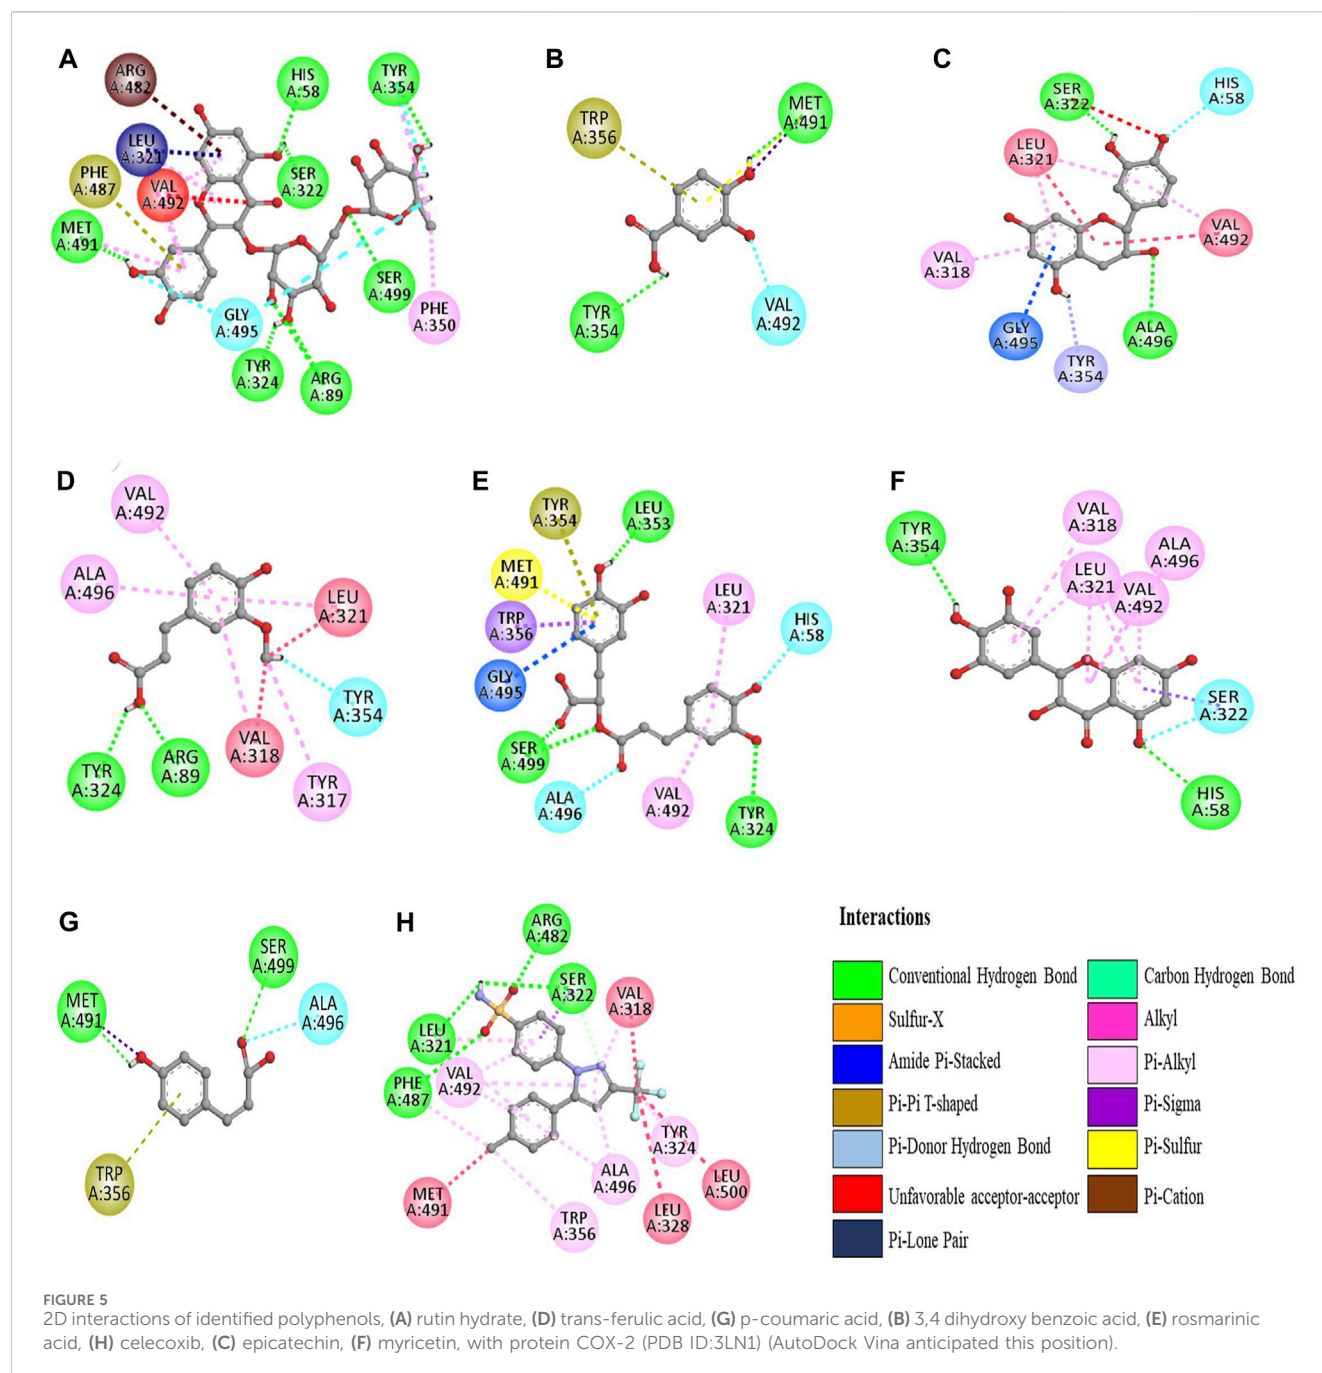 A
ARG
A:482
HIS
A:58
TYR
A:354
LEU
A:321
PHE
A:487
VAL
A:492
SER
A:322
MET
A:491
SER
A:499
GLY
A:495
PHE
A:350
TYR
A:324
ARG
A:89
B
TRP
A:356
MET
A:491
TYR
A:354
VAL
A:492
C
SER
A:322
HIS
A:58
LEU
A:321
VAL
A:492
VAL
A:318
GLY
A:495
TYR
A:354
ALA
A:496
D
VAL
A:492
ALA
A:496
LEU
A:321
TYR
A:354
VAL
A:318
ARG
A:89
TYR
A:324
TYR
A:317
E
TYR
A:354
LEU
A:353
MET
A:491
TRP
A:356
LEU
A:321
HIS
A:58
GLY
A:495
SER
A:499
ALA
A:496
VAL
A:492
TYR
A:324
F
TYR
A:354
VAL
A:318
LEU
A:321
ALA
A:496
VAL
A:492
SER
A:322
HIS
A:58
G
SER
A:499
MET
A:491
ALA
A:496
TRP
A:356
H
ARG
A:482
SER
A:322
VAL
A:318
LEU
A:321
PHE
A:487
VAL
A:492
TYR
A:324
ALA
A:496
LEU
A:500
MET
A:491
TRP
A:356
LEU
A:328
Interactions
Conventional Hydrogen Bond
Carbon Hydrogen Bond
Sulfur-X
Alkyl
Amide Pi-Stacked
Pi-Alkyl
Pi-Pi T-shaped
Pi-Sigma
Pi-Donor Hydrogen Bond
Pi-Sulfur
Unfavorable acceptor-acceptor
Pi-Cation
Pi-Lone Pair
FIGURE 5
2D interactions of identified polyphenols, (A) rutin hydrate, (D) trans-ferulic acid, (G) p-coumaric acid, (B) 3,4 dihydroxy benzoic acid, (E) rosmarinic
acid, (H) celecoxib, (C) epicatechin, (F) myricetin, with protein COX-2 (PDB ID:3LN1) (AutoDock Vina anticipated this position).